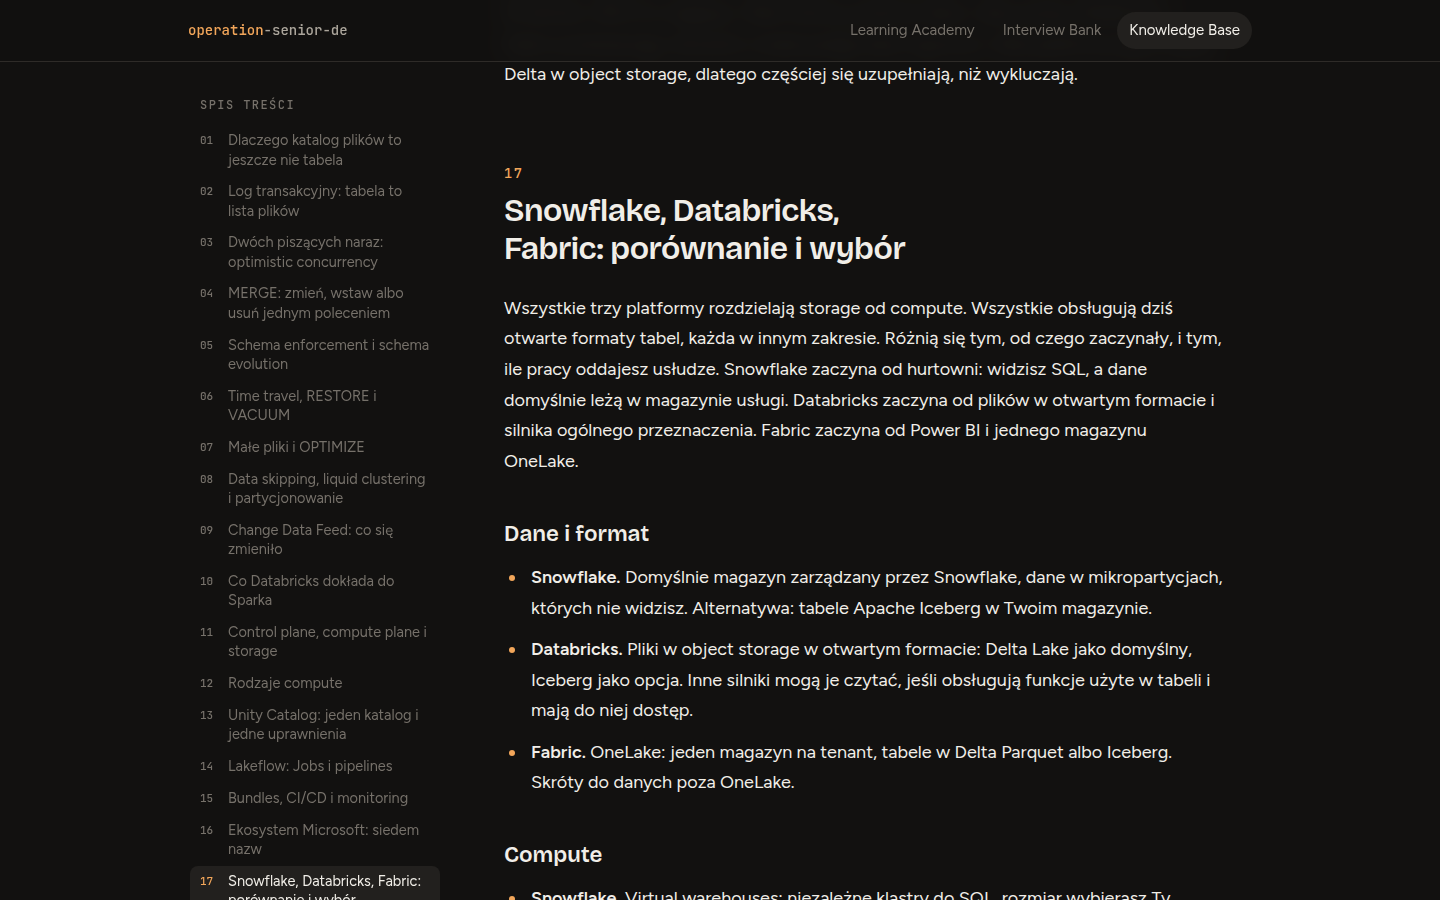 operation-senior-de
Learning Academy
Interview Bank
Knowledge Base
Delta w object storage, dlatego częściej się uzupełniają, niż wykluczają.
SPIS TREŚCI
01 Dlaczego katalog plików to
jeszcze nie tabela
02 Log transakcyjny: tabela to
lista plików
03 Dwóch piszących naraz:
optimistic concurrency
04 MERGE: zmień, wstaw albo
usuń jednym poleceniem
05 Schema enforcement i schema
evolution
06 Time travel, RESTORE i
VACUUM
07 Małe pliki i OPTIMIZE
08 Data skipping, liquid clustering
i partycjonowanie
09 Change Data Feed: co się
zmieniło
10 Co Databricks dokłada do
Sparka
11 Control plane, compute plane i
storage
12 Rodzaje compute
13 Unity Catalog: jeden katalog i
jedne uprawnienia
14 Lakeflow: Jobs i pipelines
15 Bundles, CI/CD i monitoring
16 Ekosystem Microsoft: siedem
nazw
17 Snowflake, Databricks, Fabric:
porównanie i wybór
17
Snowflake, Databricks,
Fabric: porównanie i wybór
Wszystkie trzy platformy rozdzielają storage od compute. Wszystkie obsługują dziś
otwarte formaty tabel, każda w innym zakresie. Różnią się tym, od czego zaczynały, i tym,
ile pracy oddajesz usłudze. Snowflake zaczyna od hurtowni: widzisz SQL, a dane
domyślnie leżą w magazynie usługi. Databricks zaczyna od plików w otwartym formacie i
silnika ogólnego przeznaczenia. Fabric zaczyna od Power BI i jednego magazynu
OneLake.
Dane i format
Snowflake. Domyślnie magazyn zarządzany przez Snowflake, dane w mikropartycjach,
których nie widzisz. Alternatywa: tabele Apache Iceberg w Twoim magazynie.
Databricks. Pliki w object storage w otwartym formacie: Delta Lake jako domyślny,
Iceberg jako opcja. Inne silniki mogą je czytać, jeśli obsługują funkcje użyte w tabeli i
mają do niej dostęp.
Fabric. OneLake: jeden magazyn na tenant, tabele w Delta Parquet albo Iceberg.
Skróty do danych poza OneLake.
Compute
Snowflake. Virtual warehouses: niezależne klastry do SQL, rozmiar wybierasz Ty.